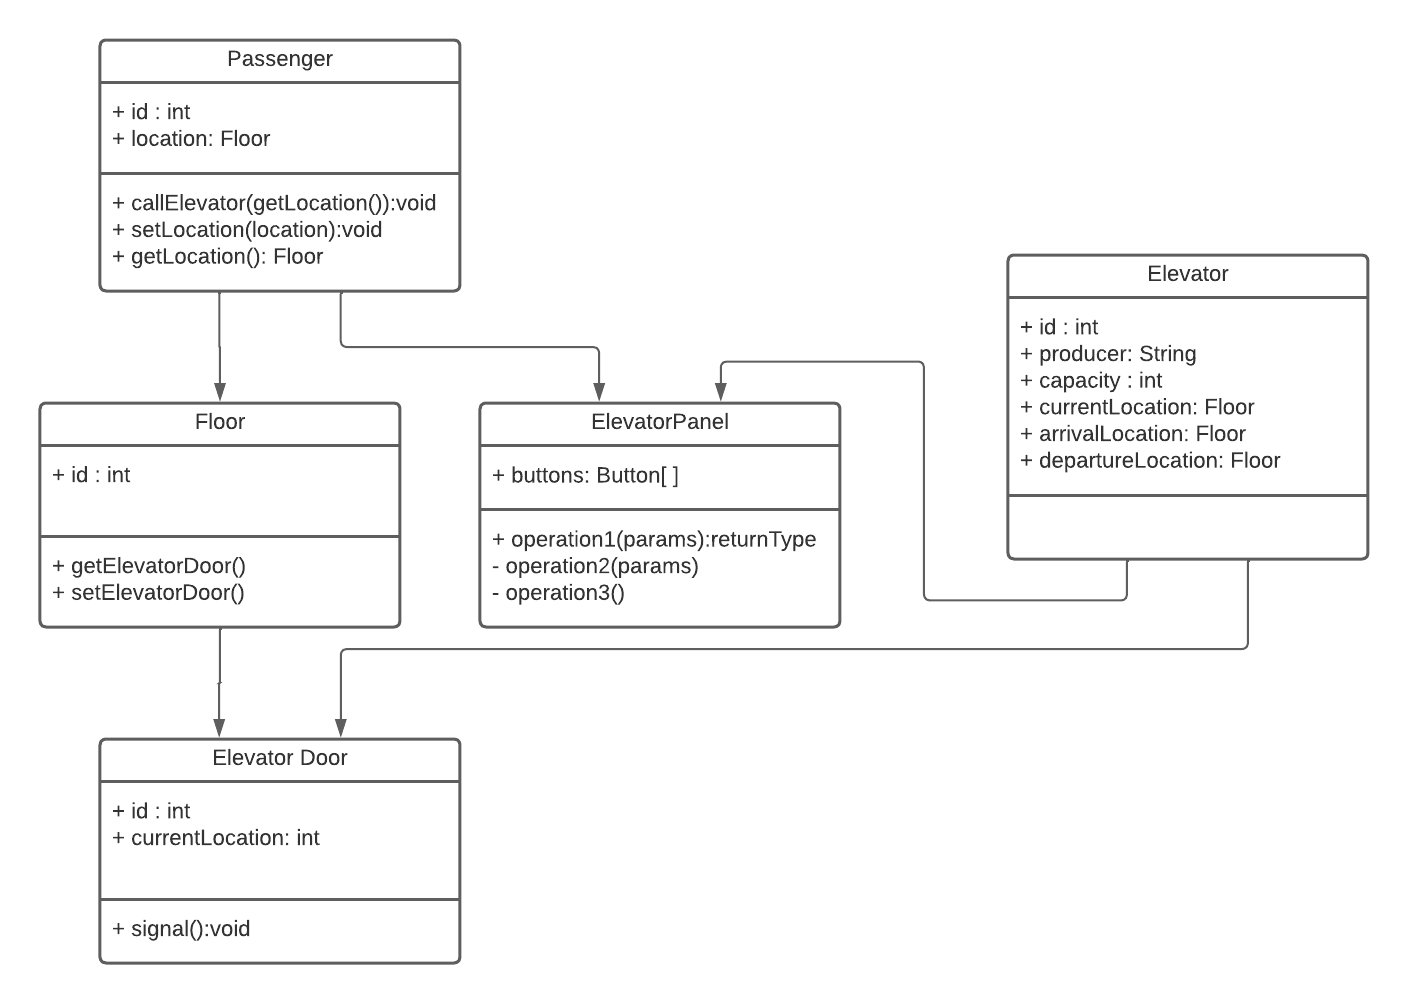 Passenger
+ id : int
+ location: Floor
+ callElevator(getLocation()):void
+ setLocation(location):void
+ getLocation(): Floor
Elevator
+ id : int
+ producer: String
+ capacity : int
+ currentLocation: Floor
+ arrivalLocation: Floor
+ departureLocation: Floor
Floor
+ id : int
+ getElevatorDoor()
+ setElevatorDoor()
ElevatorPanel
+ buttons: Button[ ]
+ operation1(params):returnType
- operation2(params)
- operation3()
Elevator Door
+ id : int
+ currentLocation: int
+ signal():void